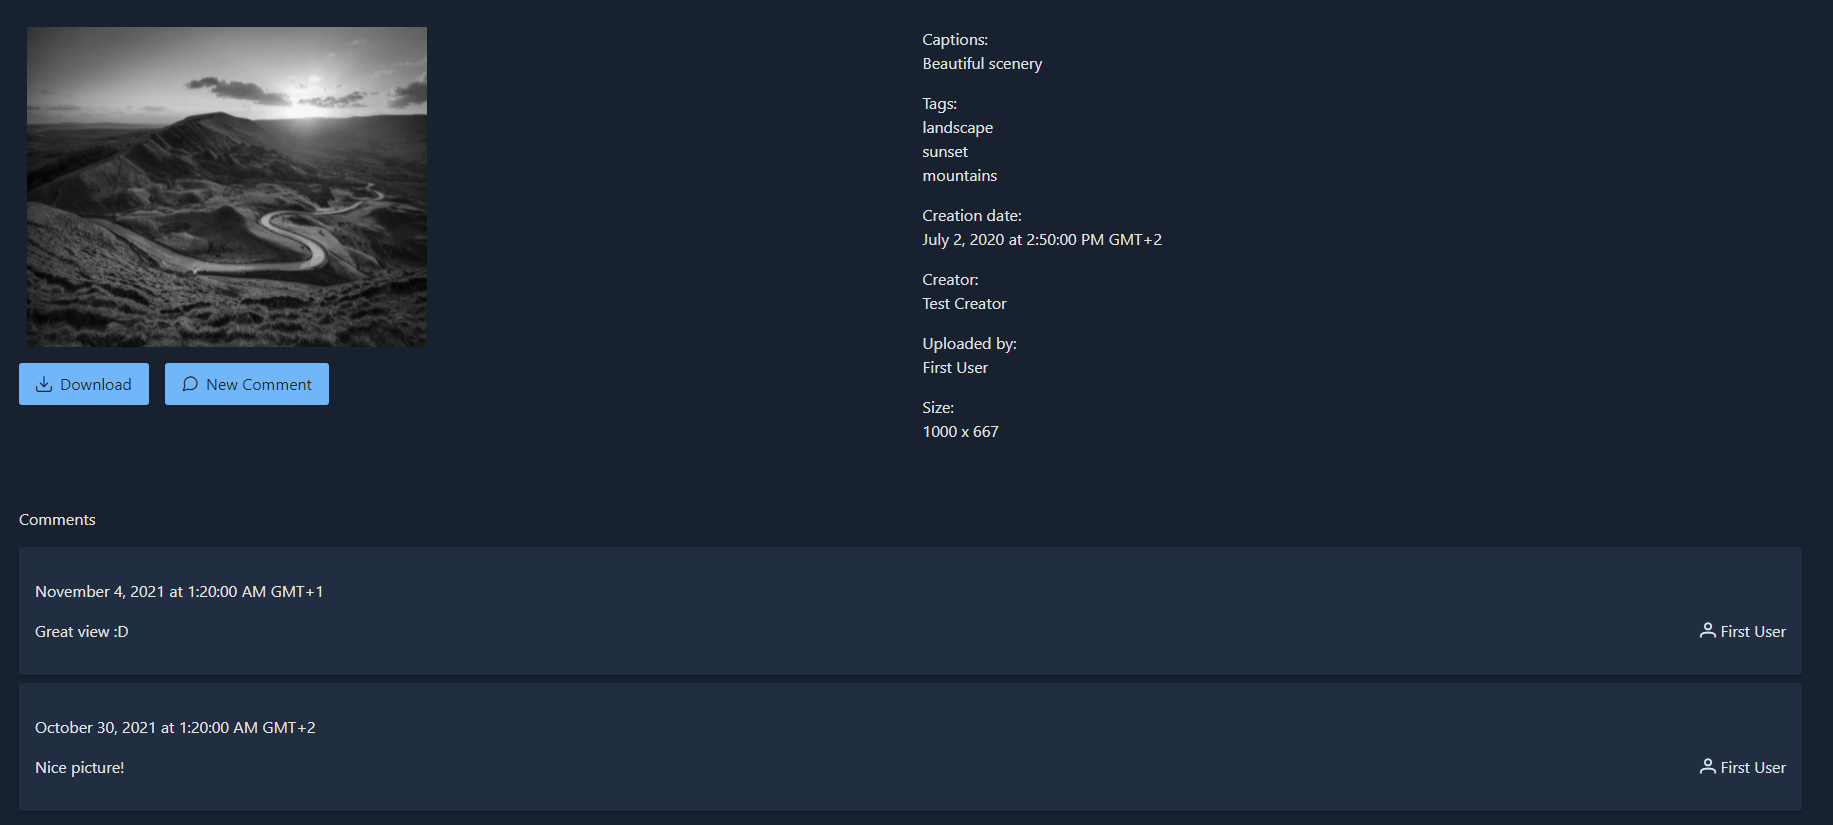 Captions:
Beautiful scenery
Tags:
landscape
sunset
mountains
Creation date:
July 2, 2020 at 2:50:00 PM GMT+2
Creator:
Test Creator
Uploaded by:
First User
Size:
1000 x 667
Download
New Comment
Comments
November 4, 2021 at 1:20:00 AM GMT+1
Great view :D
First User
October 30, 2021 at 1:20:00 AM GMT+2
Nice picture!
First User